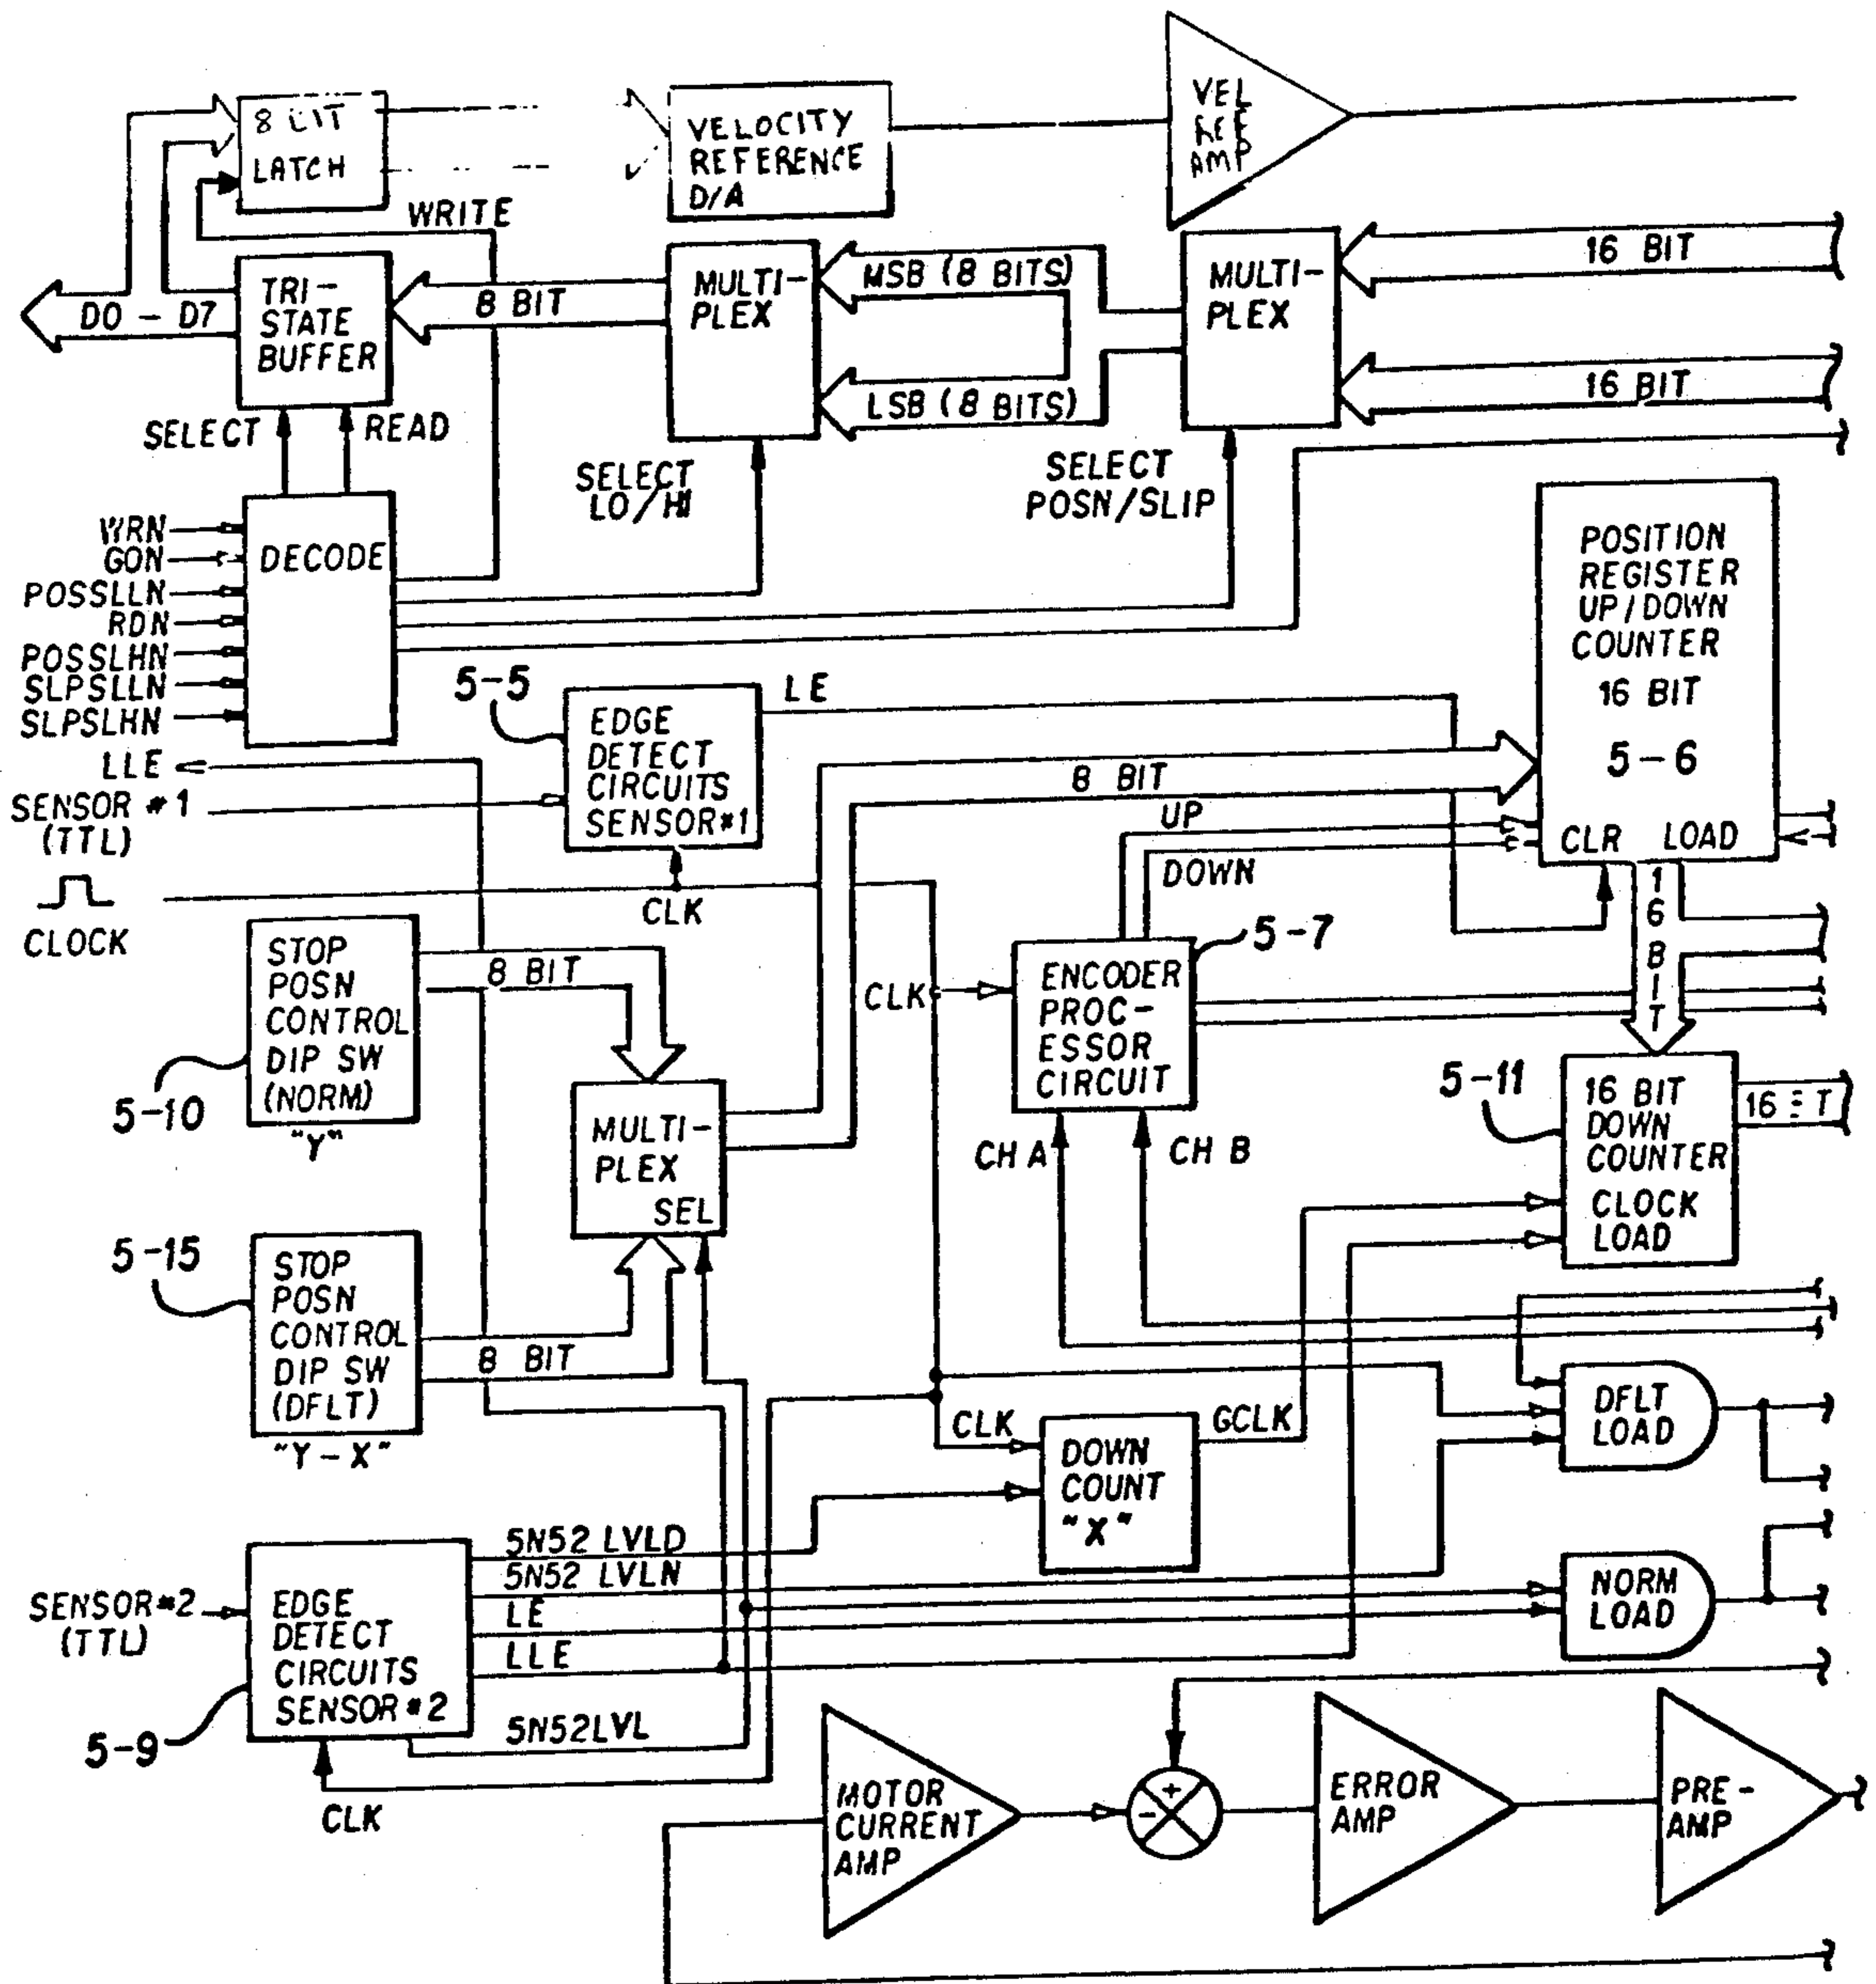 8 BIT
LATCH
VELOCITY
REFERENCE
D/A
VEL
REF
AMP
WRITE
TRI-
STATE
BUFFER
D0 - D7
8 BIT
MULTI-
PLEX
MSB (8 BITS)
LSB (8 BITS)
MULTI-
PLEX
16 BIT
16 BIT
SELECT
READ
SELECT
LO/HI
SELECT
POSN/SLIP
WRN
GON
POSSLLN
RDN
POSSLHN
SLPSLLN
SLPSLHN
DECODE
POSITION
REGISTER
UP/DOWN
COUNTER
16 BIT
5-6
CLR LOAD
5-5
EDGE
DETECT
CIRCUITS
SENSOR#1
LE
LLE
SENSOR #1
(TTL)
CLOCK
CLK
8 BIT
UP
DOWN
16 BIT
STOP
POSN
CONTROL
DIP SW
(NORM)
"Y"
5-10
8 BIT
MULTI-
PLEX
SEL
CLK
ENCODER
PROC-
ESSOR
CIRCUIT
5-7
CH A
CH B
5-11
16 BIT
DOWN
COUNTER
CLOCK
LOAD
16 BIT
5-15
STOP
POSN
CONTROL
DIP SW
(DFLT)
"Y-X"
8 BIT
CLK
DOWN
COUNT
"X"
GCLK
DFLT
LOAD
NORM
LOAD
SENSOR#2
(TTL)
EDGE
DETECT
CIRCUITS
SENSOR#2
5-9
5N52 LVLD
5N52 LVLN
LE
LLE
5N52LVL
CLK
MOTOR
CURRENT
AMP
+
-
ERROR
AMP
PRE-
AMP